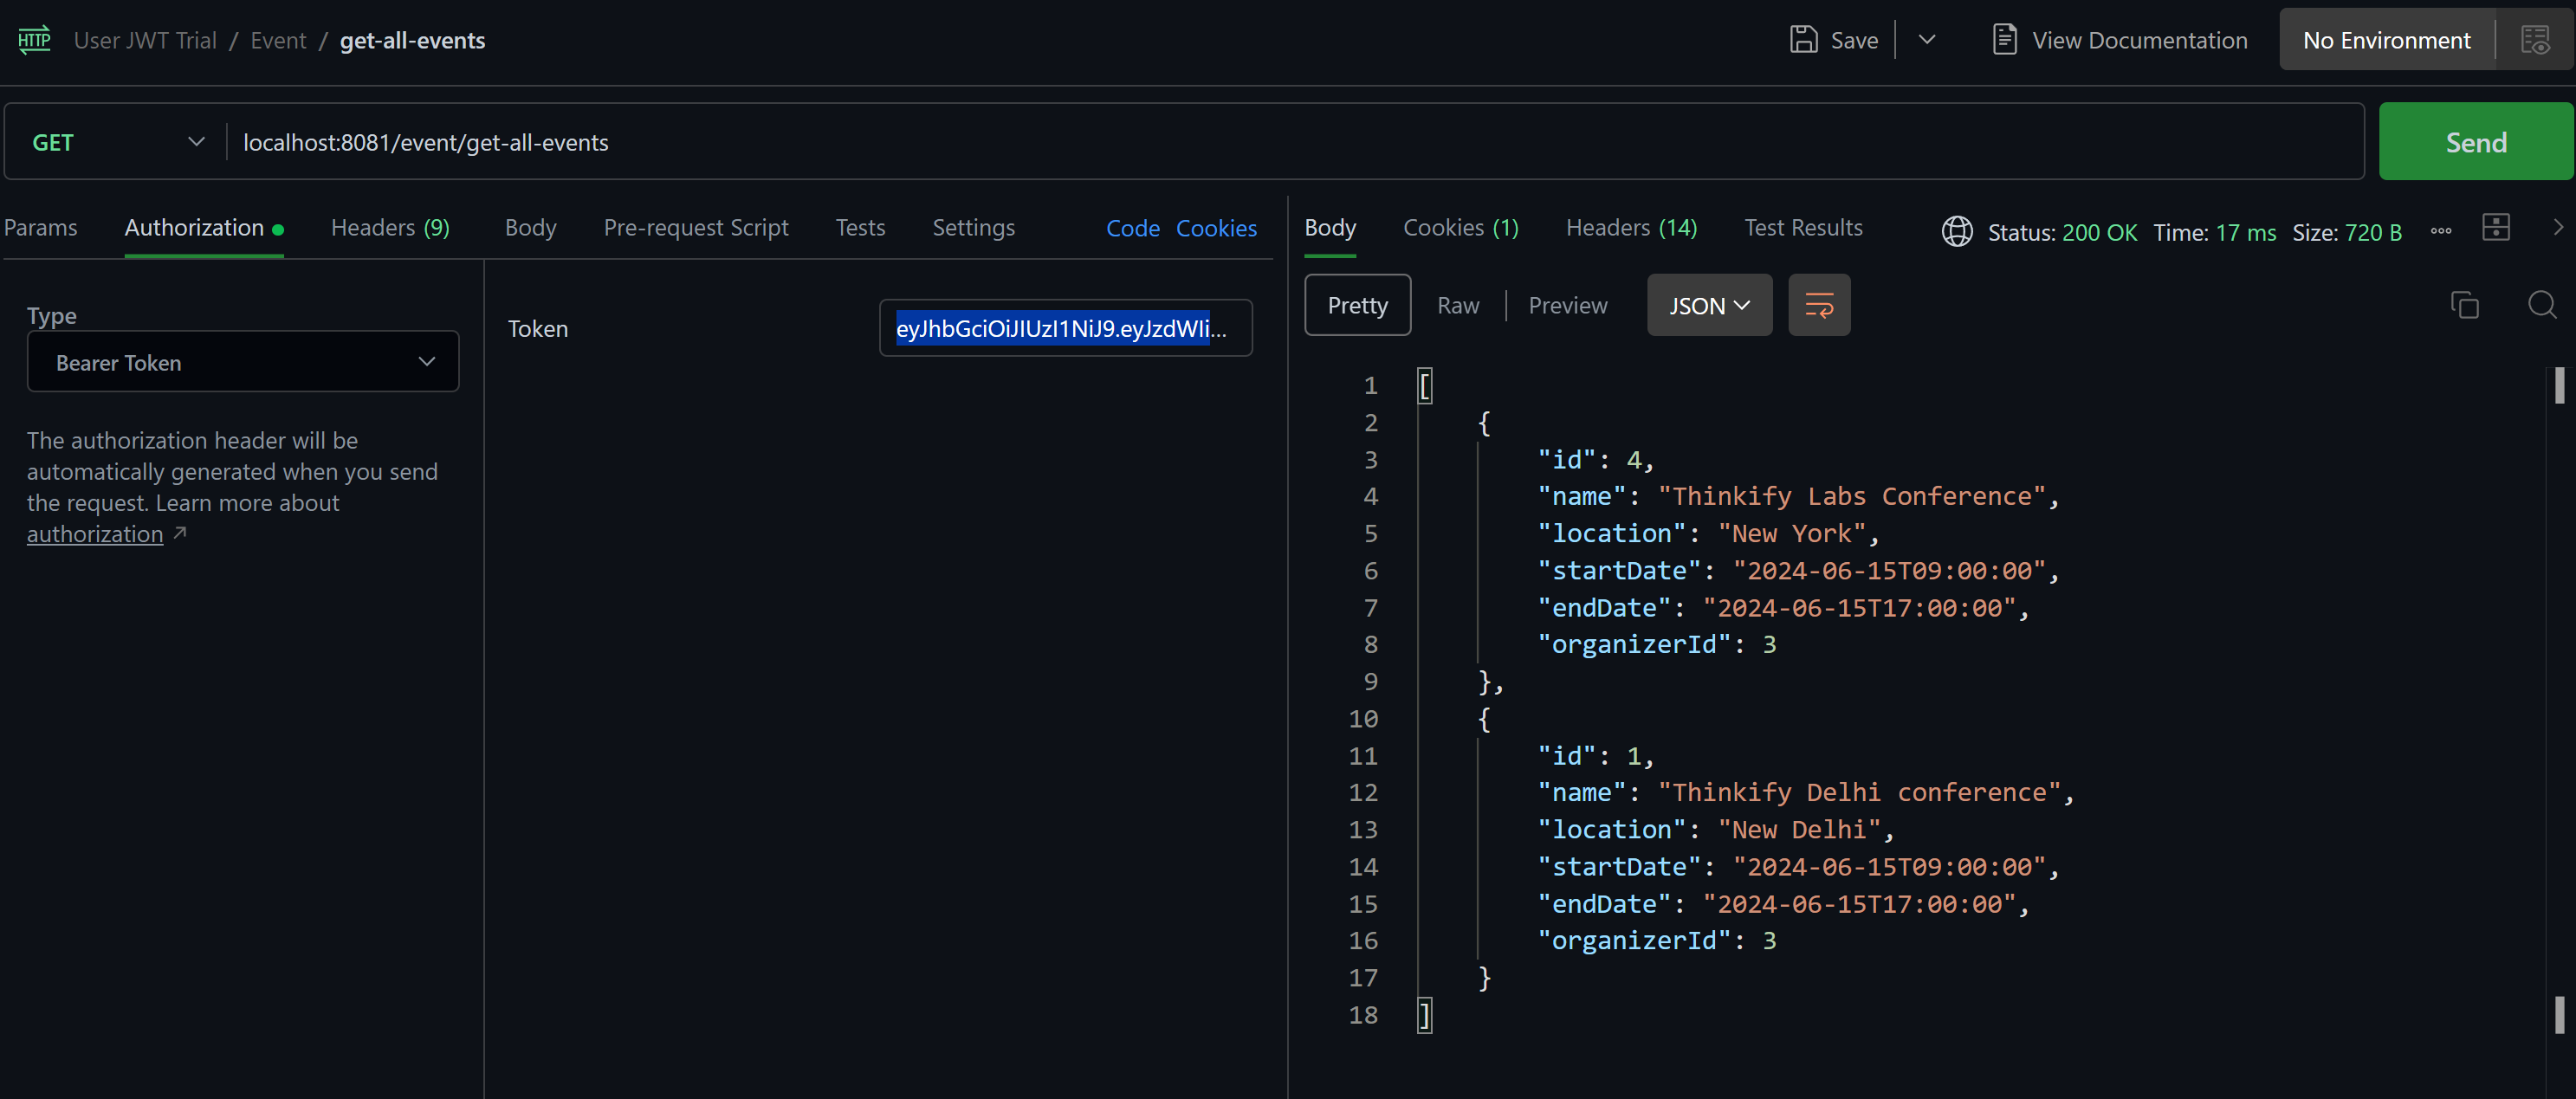 HTTP User JWT Trial / Event / get-all-events Save View Documentation No Environment
GET localhost:8081/event/get-all-events Send
Params Authorization Headers (9) Body Pre-request Script Tests Settings Code Cookies
Type
Bearer Token
The authorization header will be
automatically generated when you send
the request. Learn more about
authorization ↗
Token eyJhbGciOiJIUzI1NiJ9.eyJzdWIi...
Body Cookies (1) Headers (14) Test Results Status: 200 OK Time: 17 ms Size: 720 B
Pretty Raw Preview JSON
1 [
2 {
3 "id": 4,
4 "name": "Thinkify Labs Conference",
5 "location": "New York",
6 "startDate": "2024-06-15T09:00:00",
7 "endDate": "2024-06-15T17:00:00",
8 "organizerId": 3
9 },
10 {
11 "id": 1,
12 "name": "Thinkify Delhi conference",
13 "location": "New Delhi",
14 "startDate": "2024-06-15T09:00:00",
15 "endDate": "2024-06-15T17:00:00",
16 "organizerId": 3
17 }
18 ]